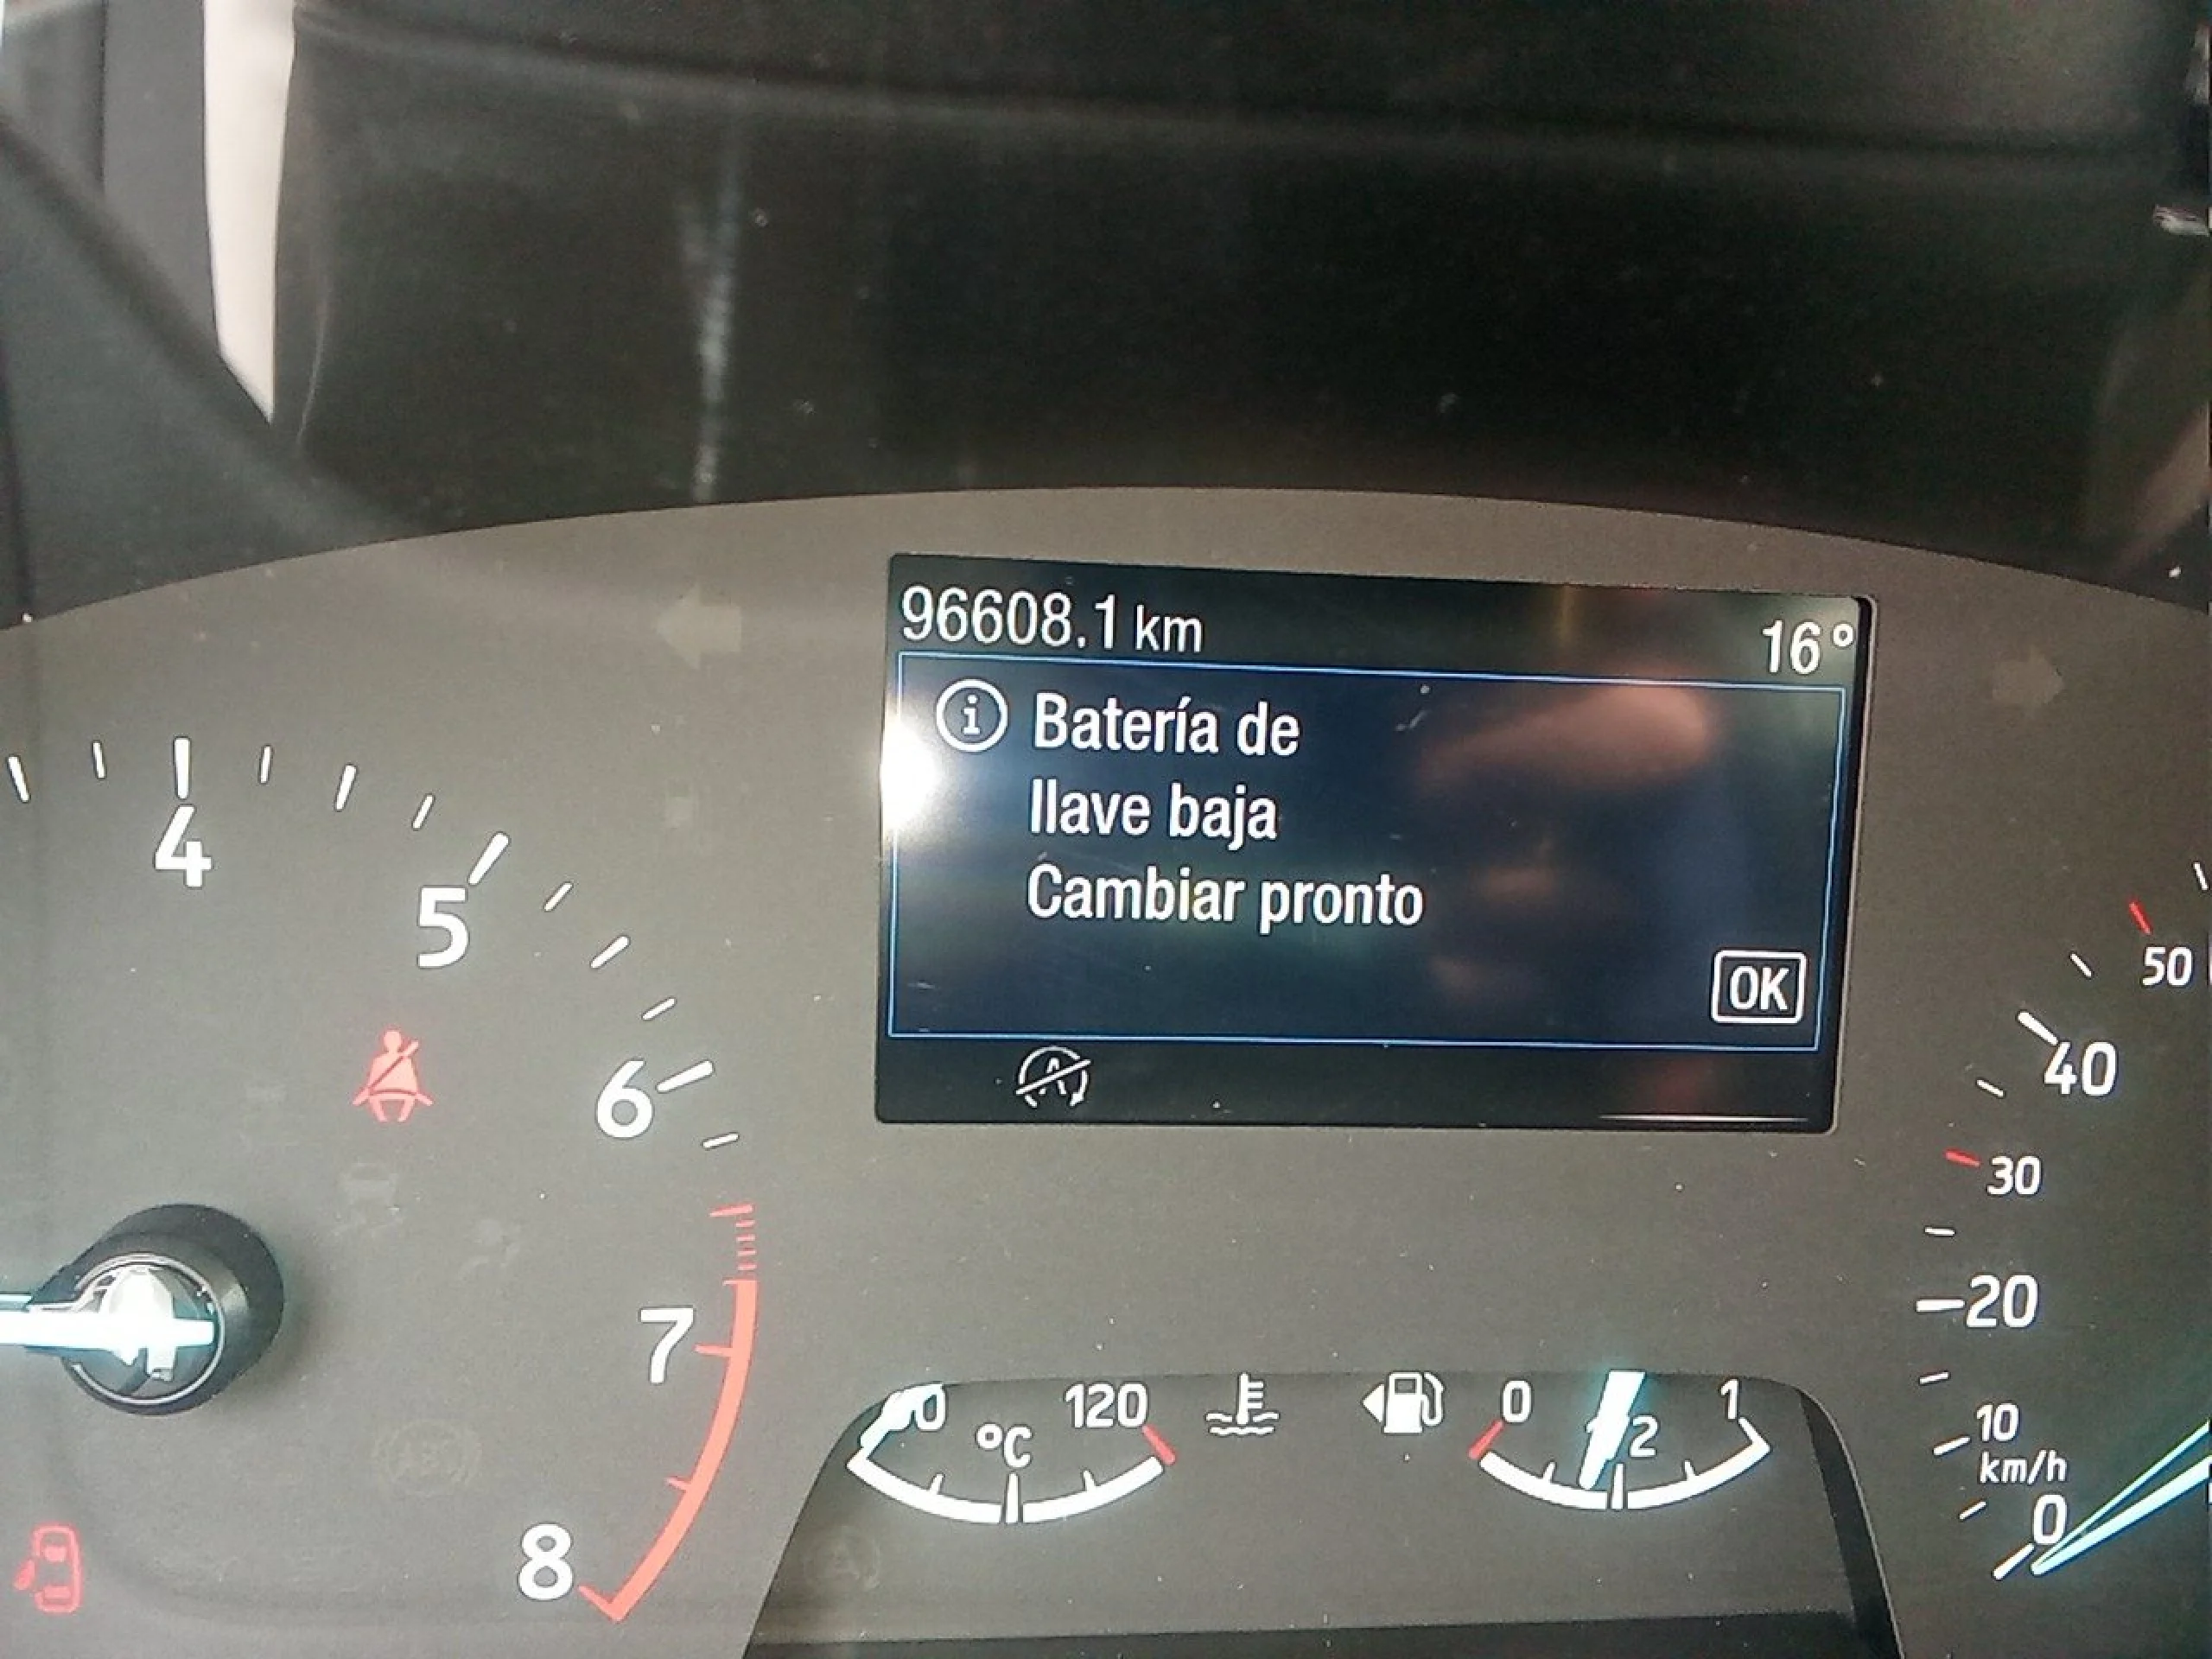 96608.1 km 16°
i Batería de
llave baja
Cambiar pronto
OK
A
4
5
6
7
8
50
40
30
20
10
km/h
0
120
°C
0
2
1
ABS